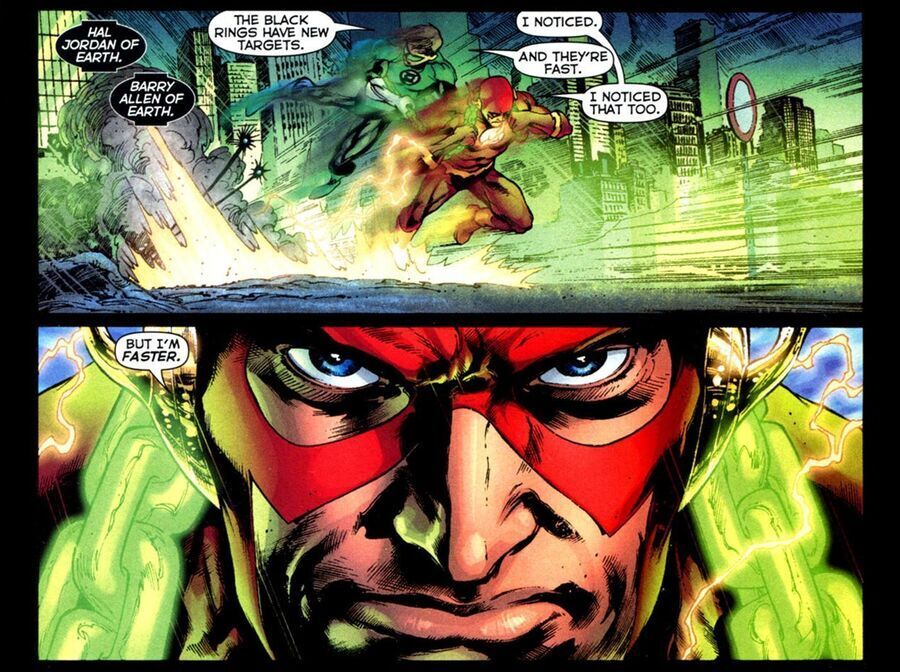 HAL
JORDAN OF
EARTH.
BARRY
ALLEN OF
EARTH.
THE BLACK
RINGS HAVE NEW
TARGETS.
I NOTICED.
AND THEY'RE
FAST.
I NOTICED
THAT TOO.
BUT I'M
FASTER.